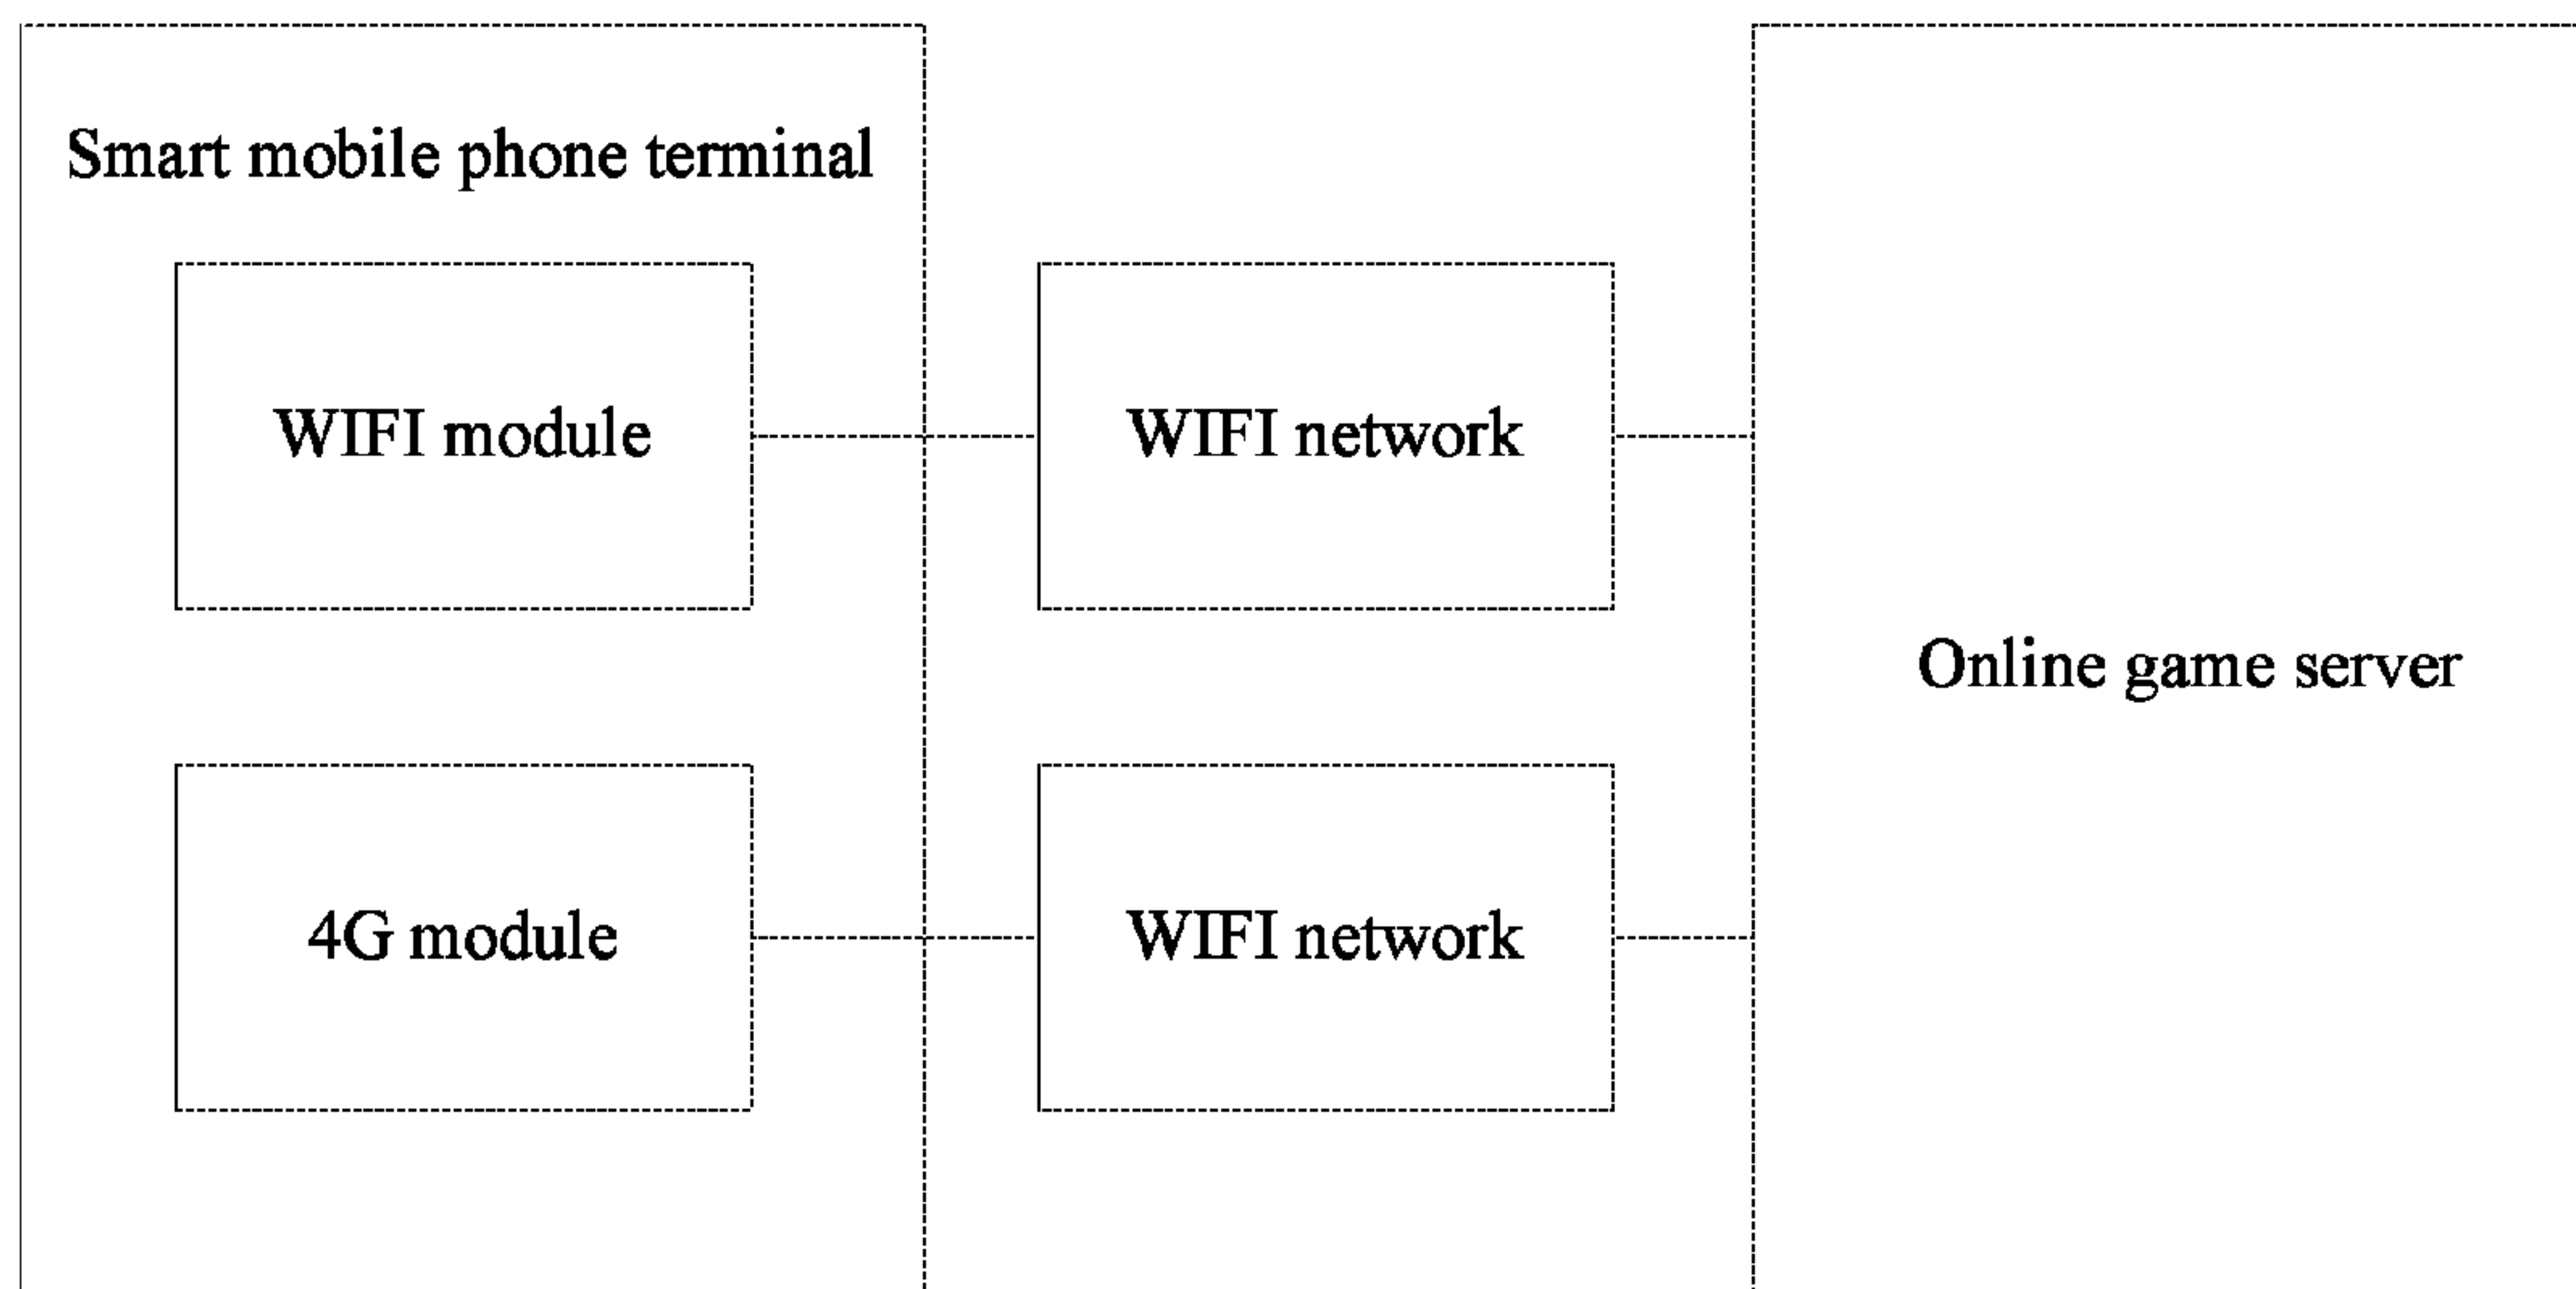 Smart mobile phone terminal
WIFI module
WIFI network
Online game server
4G module
WIFI network